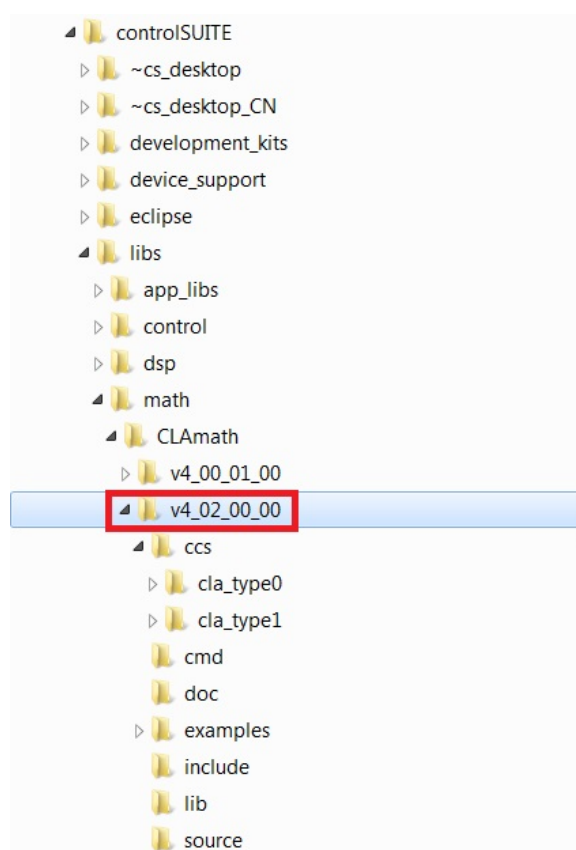 controlSUITE
~cs_desktop
~cs_desktop_CN
development_kits
device_support
eclipse
libs
app_libs
control
dsp
math
CLAmath
v4_00_01_00
v4_02_00_00
ccs
cla_type0
cla_type1
cmd
doc
examples
include
lib
source